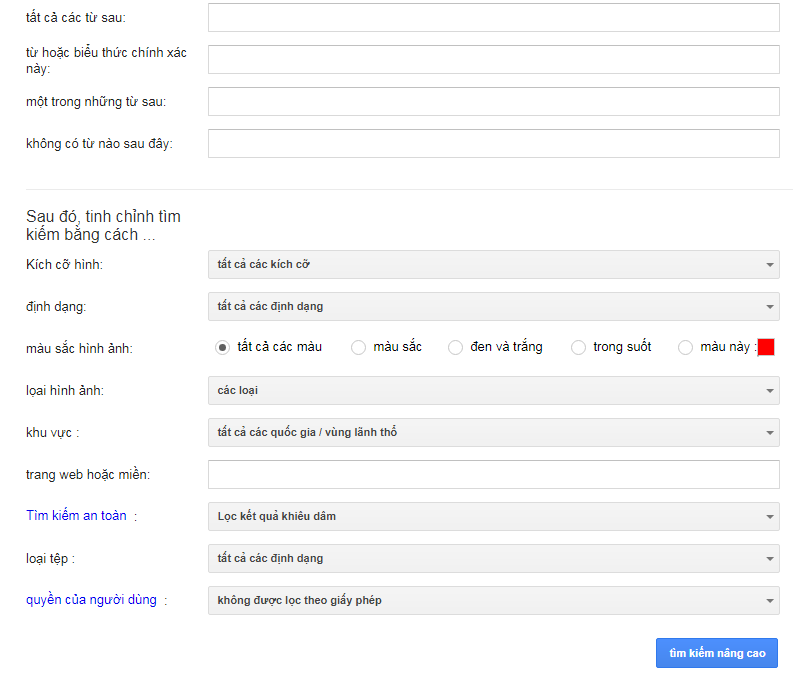 tất cả các từ sau:
từ hoặc biểu thức chính xác
này:
một trong những từ sau:
không có từ nào sau đây:
Sau đó, tinh chỉnh tìm
kiếm bằng cách ...
Kích cỡ hình:
tất cả các kích cỡ
định dạng:
tất cả các định dạng
màu sắc hình ảnh:
tất cả các màu
màu sắc
đen và trắng
trong suốt
màu này :
lọai hình ảnh:
các loại
khu vực :
tất cả các quốc gia / vùng lãnh thổ
trang web hoặc miền:
Tìm kiếm an toàn :
Lọc kết quả khiêu dâm
loại tệp :
tất cả các định dạng
quyền của người dùng :
không được lọc theo giấy phép
tìm kiếm nâng cao